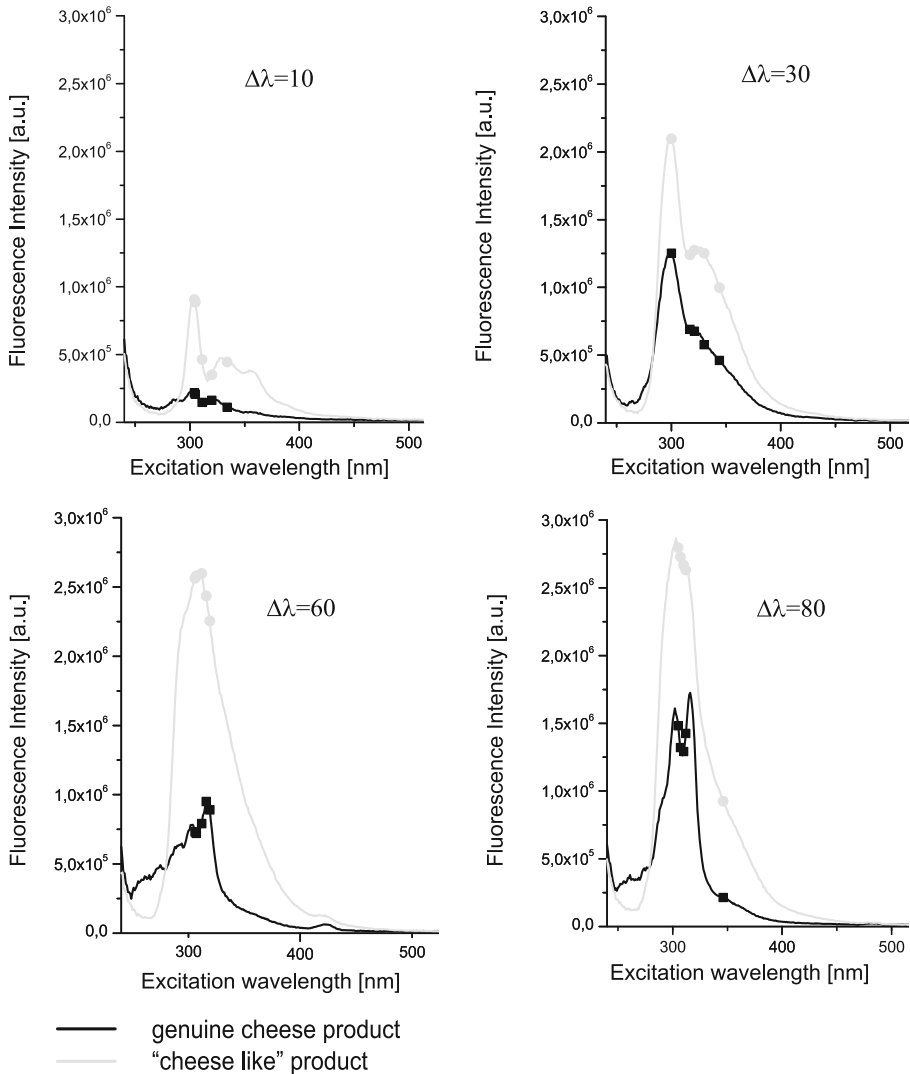 3,0x10⁶
2,5x10⁶
2,0x10⁶
1,5x10⁶
1,0x10⁶
5,0x10⁵
0,0
Fluorescence Intensity [a.u.]
Δλ=10
300 400 500
Excitation wavelength [nm]
3,0x10⁶
2,5x10⁶
2,0x10⁶
1,5x10⁶
1,0x10⁶
5,0x10⁵
0,0
Fluorescence Intensity [a.u.]
Δλ=30
300 400 500
Excitation wavelength [nm]
3,0x10⁶
2,5x10⁶
2,0x10⁶
1,5x10⁶
1,0x10⁶
5,0x10⁵
0,0
Fluorescence Intensity [a.u.]
Δλ=60
300 400 500
Excitation wavelength [nm]
3,0x10⁶
2,5x10⁶
2,0x10⁶
1,5x10⁶
1,0x10⁶
5,0x10⁵
0,0
Fluorescence Intensity [a.u.]
Δλ=80
300 400 500
Excitation wavelength [nm]
genuine cheese product
“cheese like” product